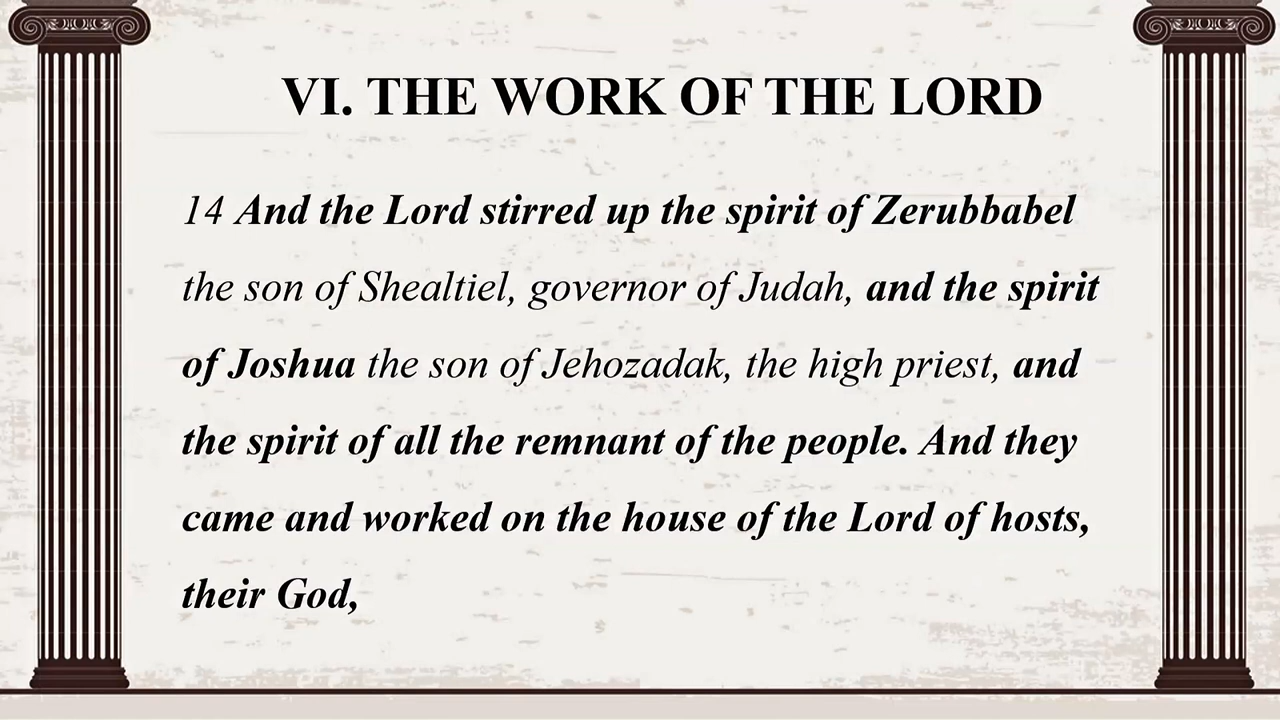 VI. THE WORK OF THE LORD
14 And the Lord stirred up the spirit of Zerubbabel
the son of Shealtiel, governor of Judah, and the spirit
of Joshua the son of Jehozadak, the high priest, and
the spirit of all the remnant of the people. And they
came and worked on the house of the Lord of hosts,
their God,